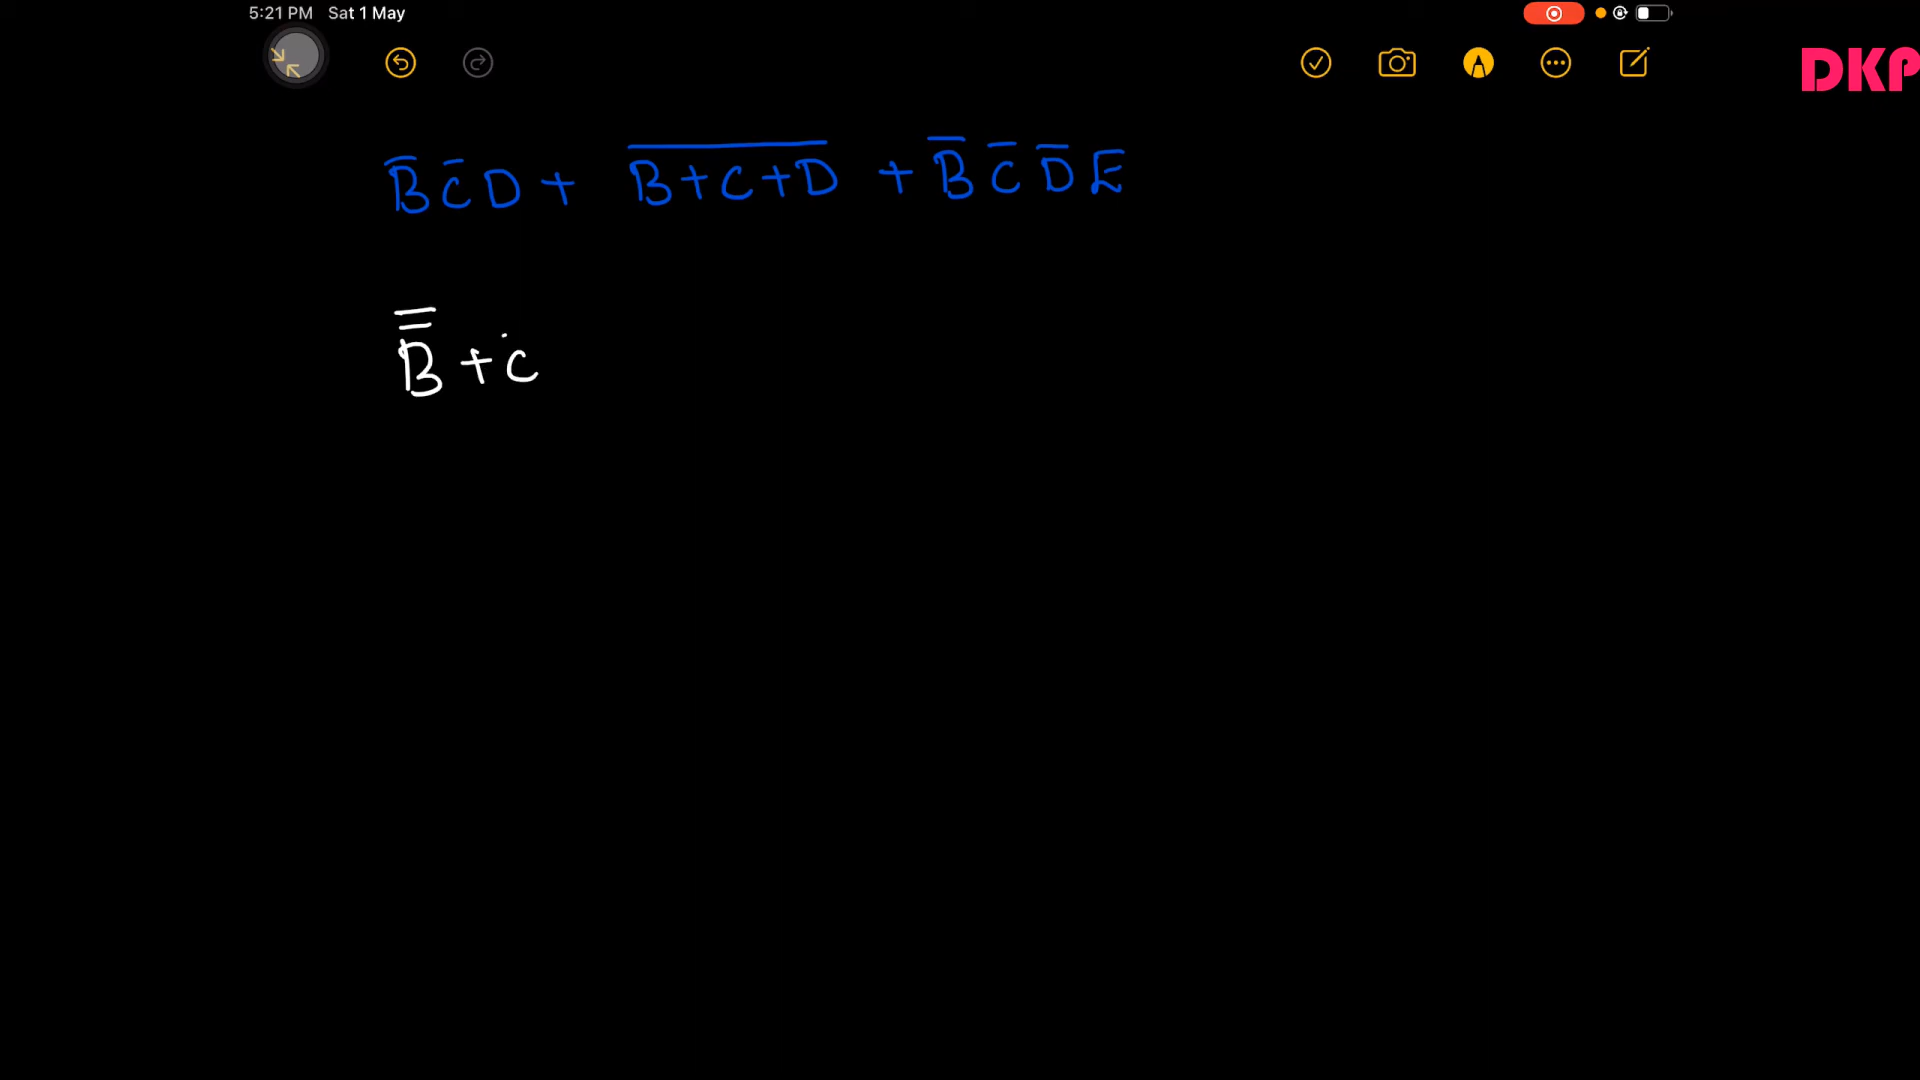 5:21 PM Sat 1 May
DKP
B̅ C̅ D + B̅+̅C̅+̅D̅ + B̅ C̅ D̅ E
B̿ + C